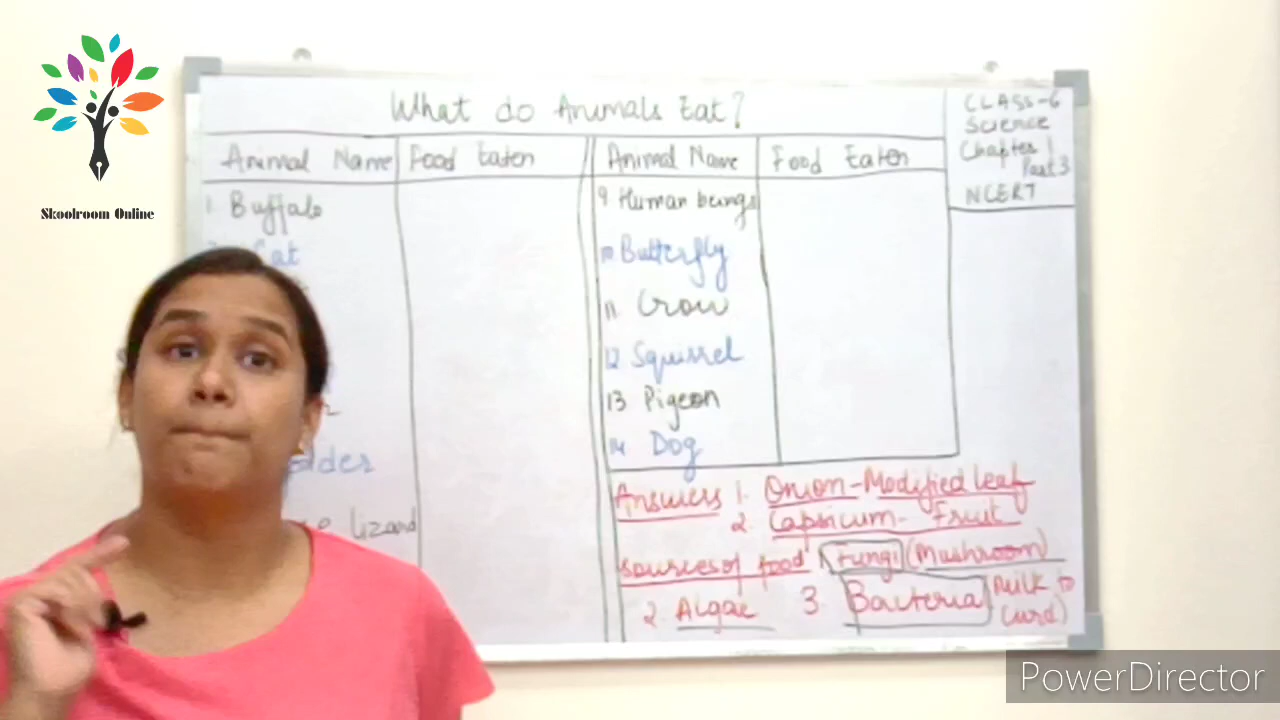 Skoolroom Online
What do Animals Eat?
CLASS-6
Science
Chapter 1
Part 3
NCERT
Animal Name
Food Eaten
1. Buffalo
lizard
Animal Name
Food Eaten
9 Human beings
10 Butterfly
11 Crow
12 Squirrel
13 Pigeon
14 Dog
Answers 1. Onion - Modified leaf
2. Capsicum - Fruit
sources of food 1. Fungi (Mushroom)
2. Algae 3. Bacteria (Milk to
Curd)
PowerDirector